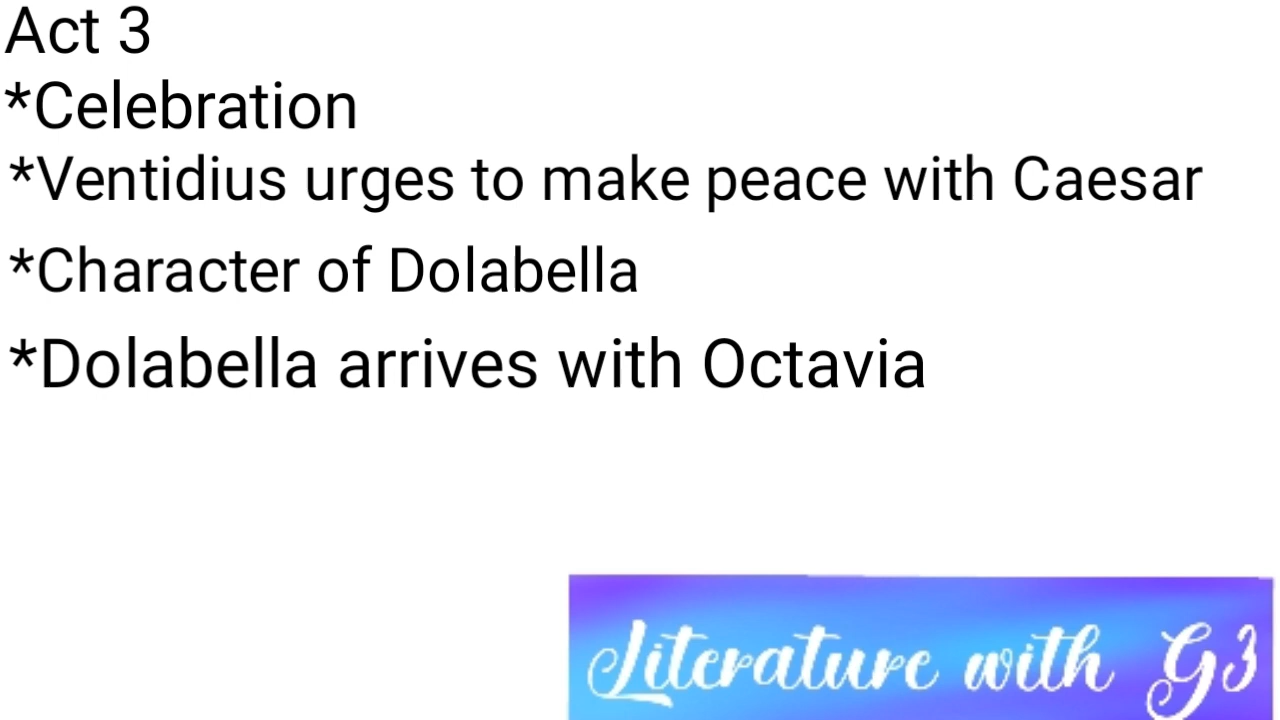 Act 3
*Celebration
*Ventidius urges to make peace with Caesar
*Character of Dolabella
*Dolabella arrives with Octavia
Literature with G3